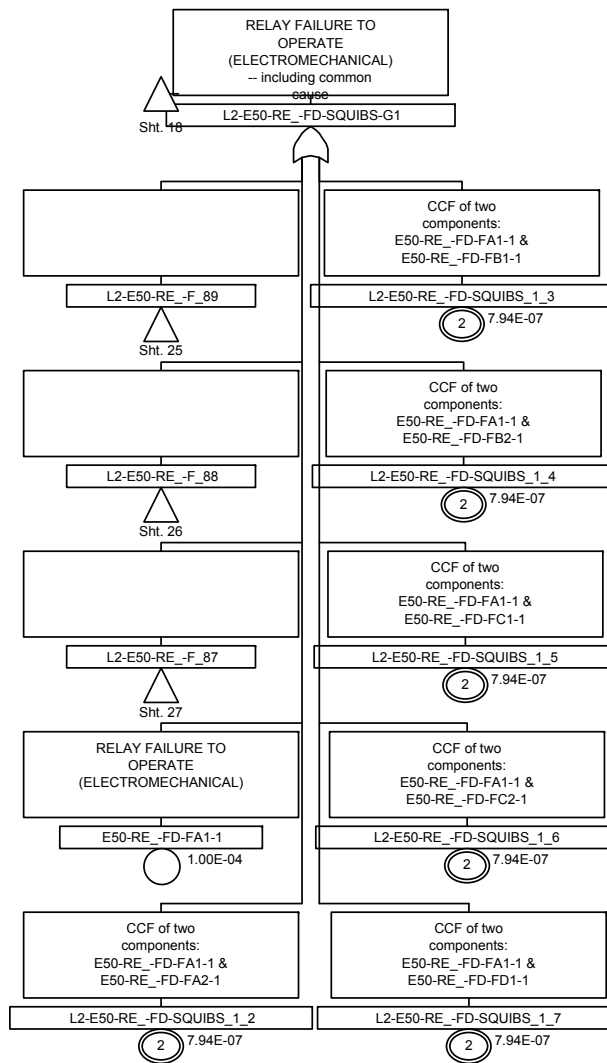 RELAY FAILURE TO
OPERATE
(ELECTROMECHANICAL)
-- including common
cause
L2-E50-RE_-FD-SQUIBS-G1
Sht. 18
L2-E50-RE_-F_89
Sht. 25
CCF of two
components:
E50-RE_-FD-FA1-1 &
E50-RE_-FD-FB1-1
L2-E50-RE_-FD-SQUIBS_1_3
2
7.94E-07
L2-E50-RE_-F_88
Sht. 26
CCF of two
components:
E50-RE_-FD-FA1-1 &
E50-RE_-FD-FB2-1
L2-E50-RE_-FD-SQUIBS_1_4
2
7.94E-07
L2-E50-RE_-F_87
Sht. 27
CCF of two
components:
E50-RE_-FD-FA1-1 &
E50-RE_-FD-FC1-1
L2-E50-RE_-FD-SQUIBS_1_5
2
7.94E-07
RELAY FAILURE TO
OPERATE
(ELECTROMECHANICAL)
E50-RE_-FD-FA1-1
1.00E-04
CCF of two
components:
E50-RE_-FD-FA1-1 &
E50-RE_-FD-FC2-1
L2-E50-RE_-FD-SQUIBS_1_6
2
7.94E-07
CCF of two
components:
E50-RE_-FD-FA1-1 &
E50-RE_-FD-FA2-1
L2-E50-RE_-FD-SQUIBS_1_2
2
7.94E-07
CCF of two
components:
E50-RE_-FD-FA1-1 &
E50-RE_-FD-FD1-1
L2-E50-RE_-FD-SQUIBS_1_7
2
7.94E-07